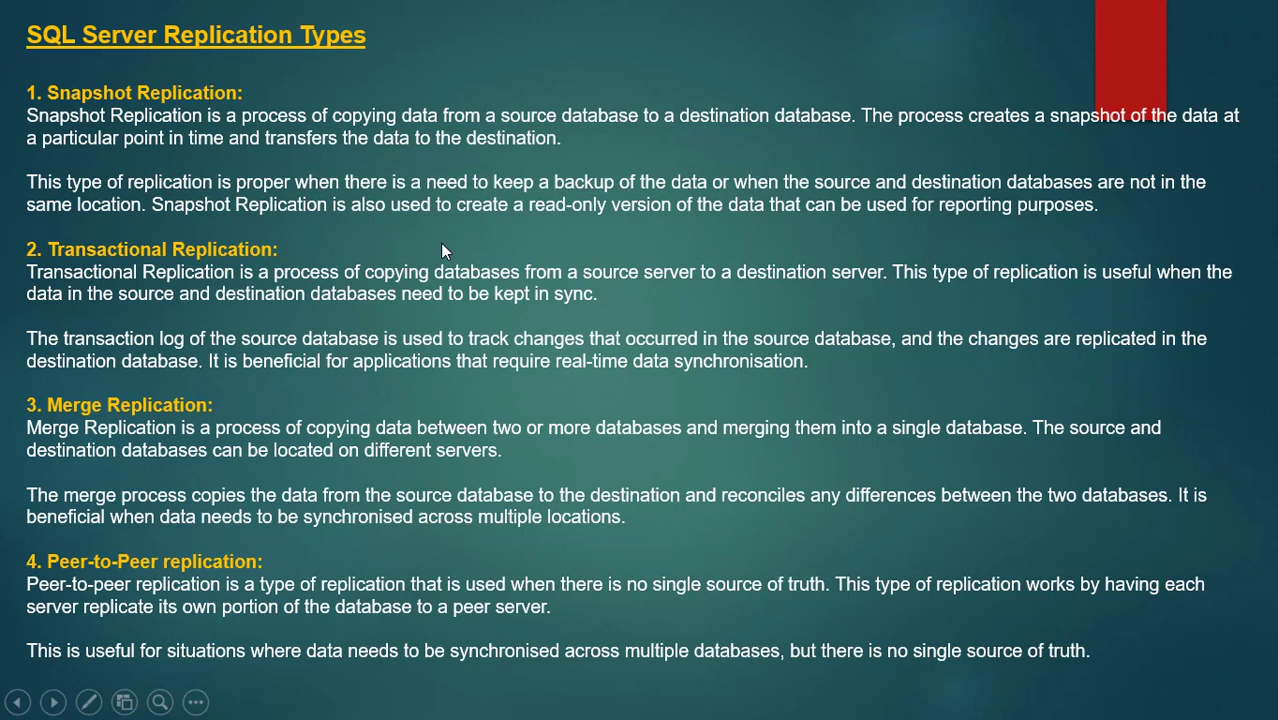 SQL Server Replication Types
1. Snapshot Replication:
Snapshot Replication is a process of copying data from a source database to a destination database. The process creates a snapshot of the data at
a particular point in time and transfers the data to the destination.
This type of replication is proper when there is a need to keep a backup of the data or when the source and destination databases are not in the
same location. Snapshot Replication is also used to create a read-only version of the data that can be used for reporting purposes.
2. Transactional Replication:
Transactional Replication is a process of copying databases from a source server to a destination server. This type of replication is useful when the
data in the source and destination databases need to be kept in sync.
The transaction log of the source database is used to track changes that occurred in the source database, and the changes are replicated in the
destination database. It is beneficial for applications that require real-time data synchronisation.
3. Merge Replication:
Merge Replication is a process of copying data between two or more databases and merging them into a single database. The source and
destination databases can be located on different servers.
The merge process copies the data from the source database to the destination and reconciles any differences between the two databases. It is
beneficial when data needs to be synchronised across multiple locations.
4. Peer-to-Peer replication:
Peer-to-peer replication is a type of replication that is used when there is no single source of truth. This type of replication works by having each
server replicate its own portion of the database to a peer server.
This is useful for situations where data needs to be synchronised across multiple databases, but there is no single source of truth.